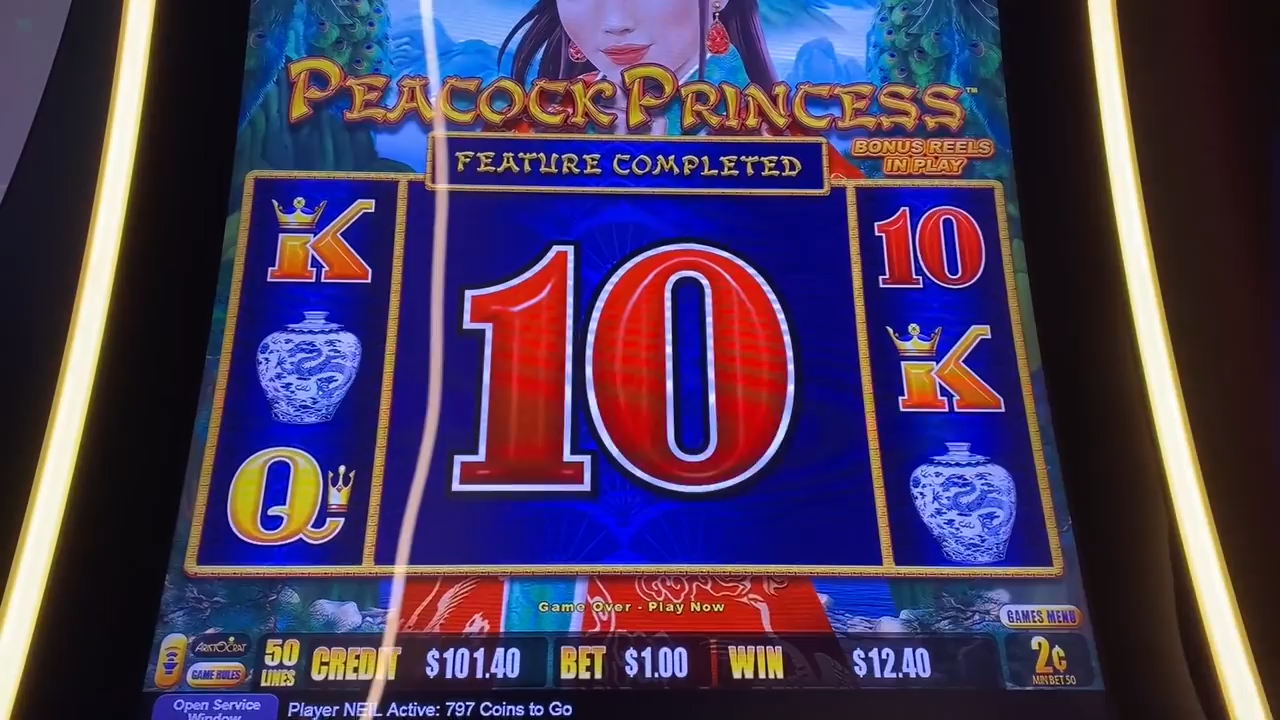 PEACOCK PRINCESS™
FEATURE COMPLETED
BONUS REELS
IN PLAY
K
10
10
K
Q
Game Over - Play Now
GAMES MENU
ARISTOCRAT
GAME RULES
50
LINES
CREDIT $101.40
BET $1.00
WIN $12.40
2¢
MIN BET 50
Open Service
Window
Player NEIL Active: 797 Coins to Go